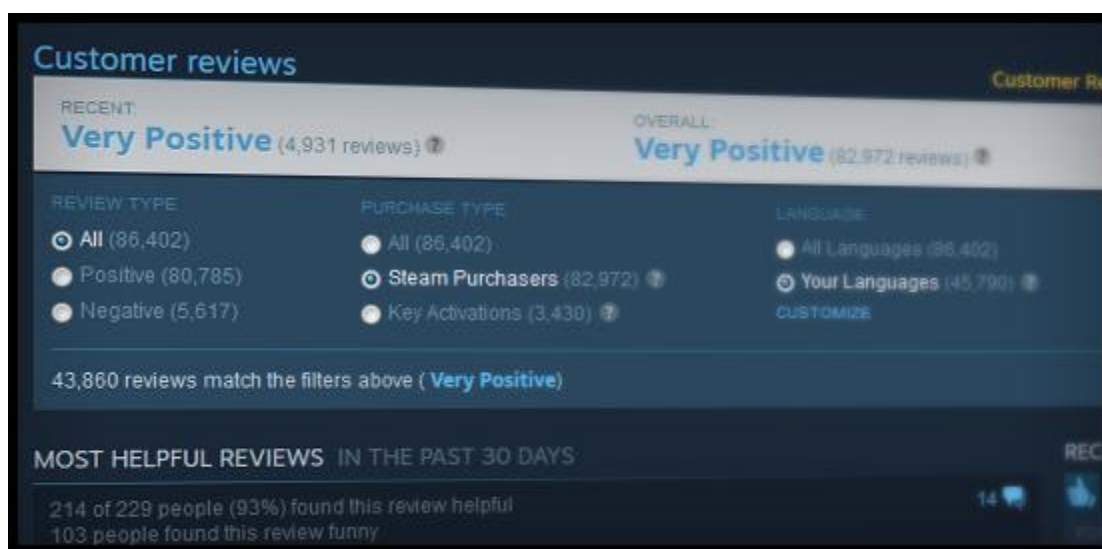 Customer reviews
Customer Re
RECENT:
Very Positive (4,931 reviews)
OVERALL:
Very Positive (82,972 reviews)
REVIEW TYPE
All (86,402)
Positive (80,785)
Negative (5,617)
PURCHASE TYPE
All (86,402)
Steam Purchasers (82,972)
Key Activations (3,430)
LANGUAGE
All Languages (86,402)
Your Languages (45,790)
CUSTOMIZE
43,860 reviews match the filters above ( Very Positive)
MOST HELPFUL REVIEWS IN THE PAST 30 DAYS
REC
214 of 229 people (93%) found this review helpful
103 people found this review funny
14